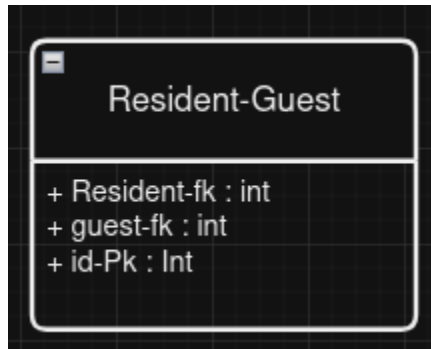 Resident-Guest
+ Resident-fk : int
+ guest-fk : int
+ id-Pk : Int